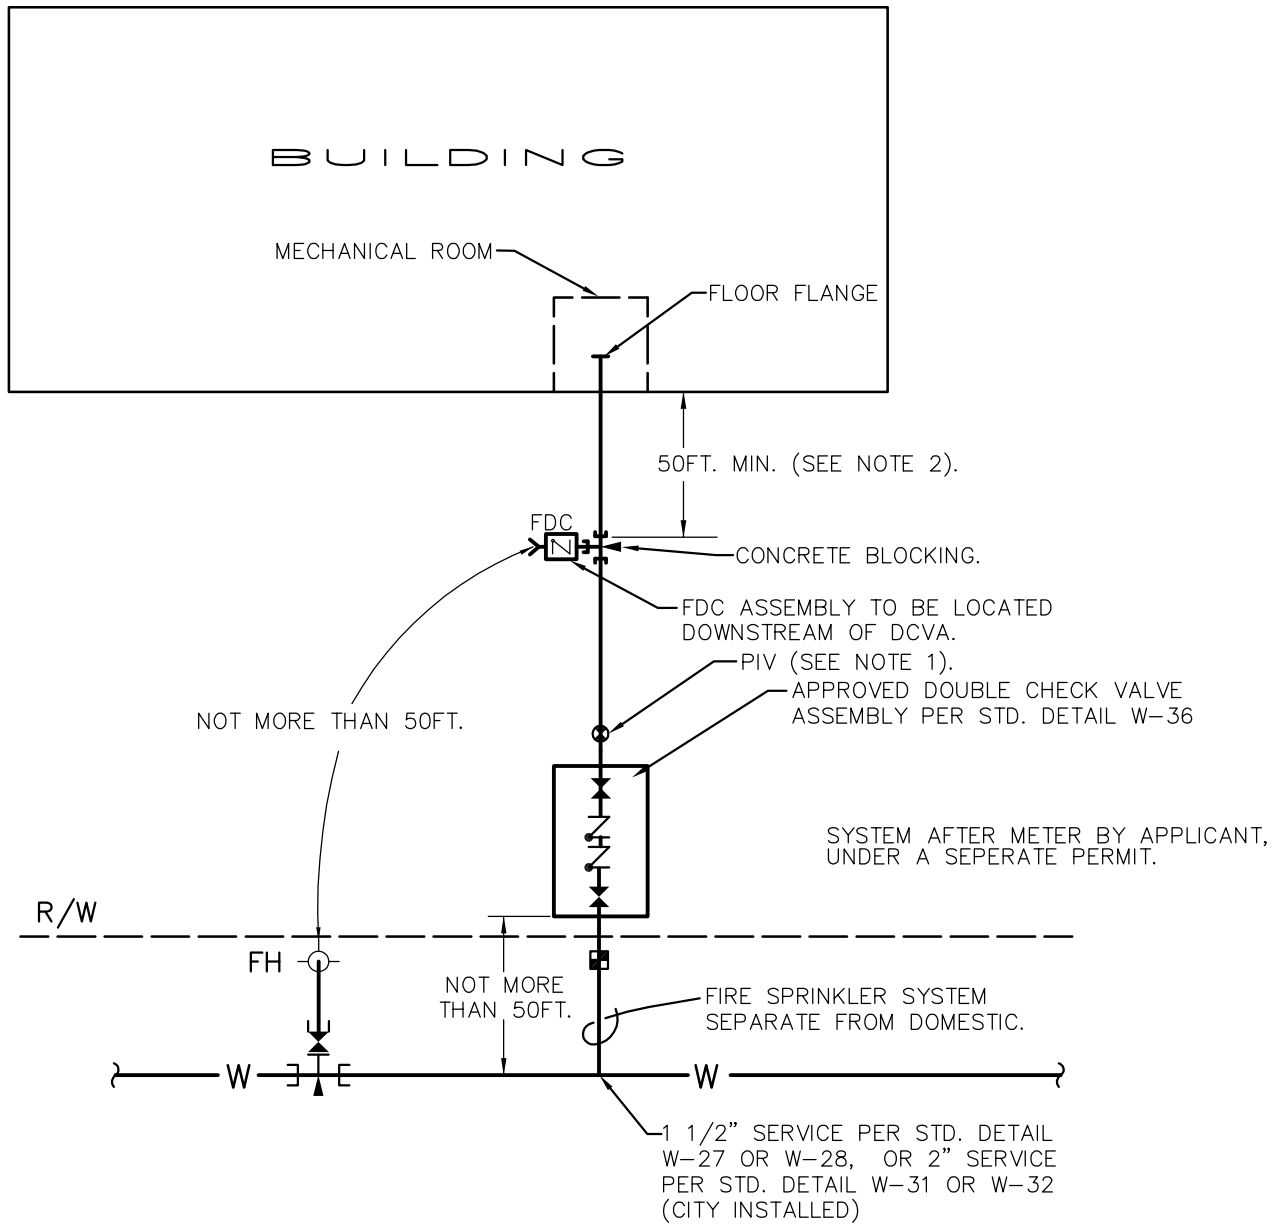 BUILDING
MECHANICAL ROOM
FLOOR FLANGE
50FT. MIN. (SEE NOTE 2).
FDC
CONCRETE BLOCKING.
FDC ASSEMBLY TO BE LOCATED
DOWNSTREAM OF DCVA.
PIV (SEE NOTE 1).
APPROVED DOUBLE CHECK VALVE
ASSEMBLY PER STD. DETAIL W-36
NOT MORE THAN 50FT.
SYSTEM AFTER METER BY APPLICANT,
UNDER A SEPERATE PERMIT.
R/W
FH
NOT MORE
THAN 50FT.
FIRE SPRINKLER SYSTEM
SEPARATE FROM DOMESTIC.
W
W
1 1/2" SERVICE PER STD. DETAIL
W-27 OR W-28, OR 2" SERVICE
PER STD. DETAIL W-31 OR W-32
(CITY INSTALLED)